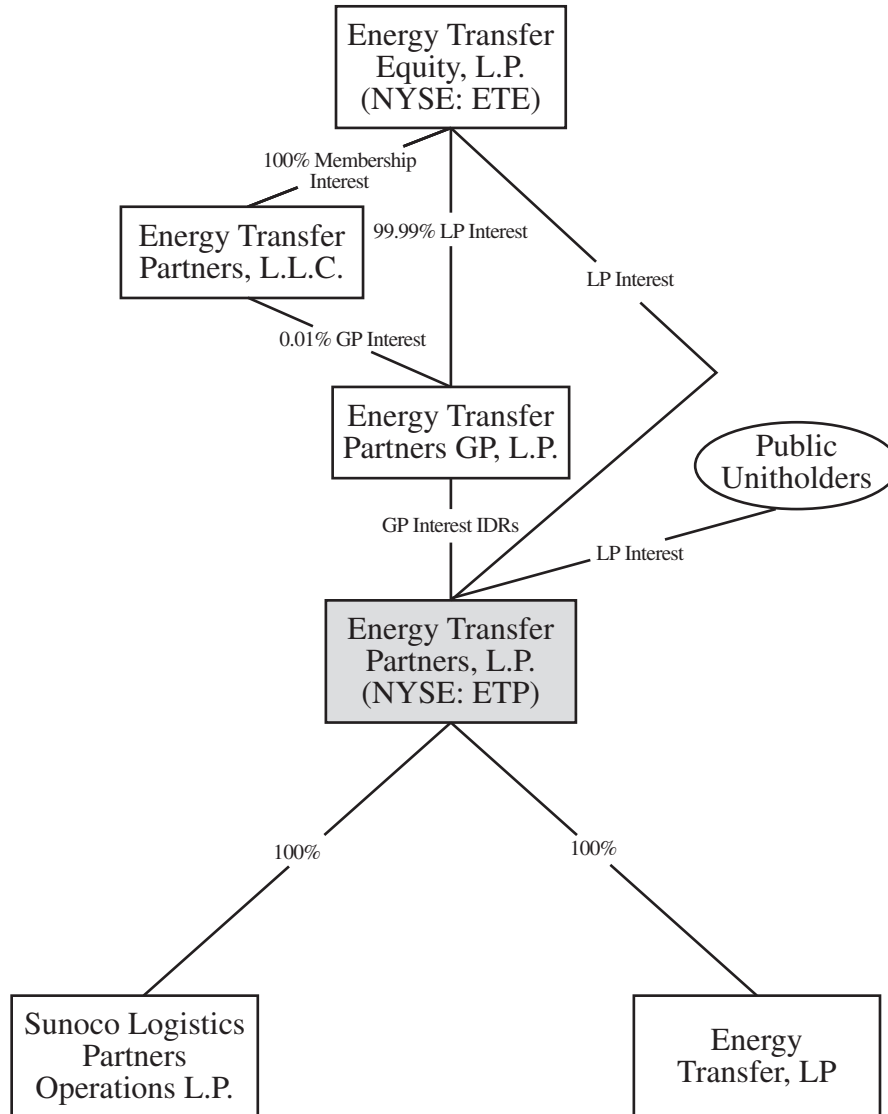 Energy Transfer
Equity, L.P.
(NYSE: ETE)
100% Membership
Interest
Energy Transfer
Partners, L.L.C.
99.99% LP Interest
LP Interest
0.01% GP Interest
Energy Transfer
Partners GP, L.P.
Public
Unitholders
GP Interest IDRs
LP Interest
Energy Transfer
Partners, L.P.
(NYSE: ETP)
100%
100%
Sunoco Logistics
Partners
Operations L.P.
Energy
Transfer, LP